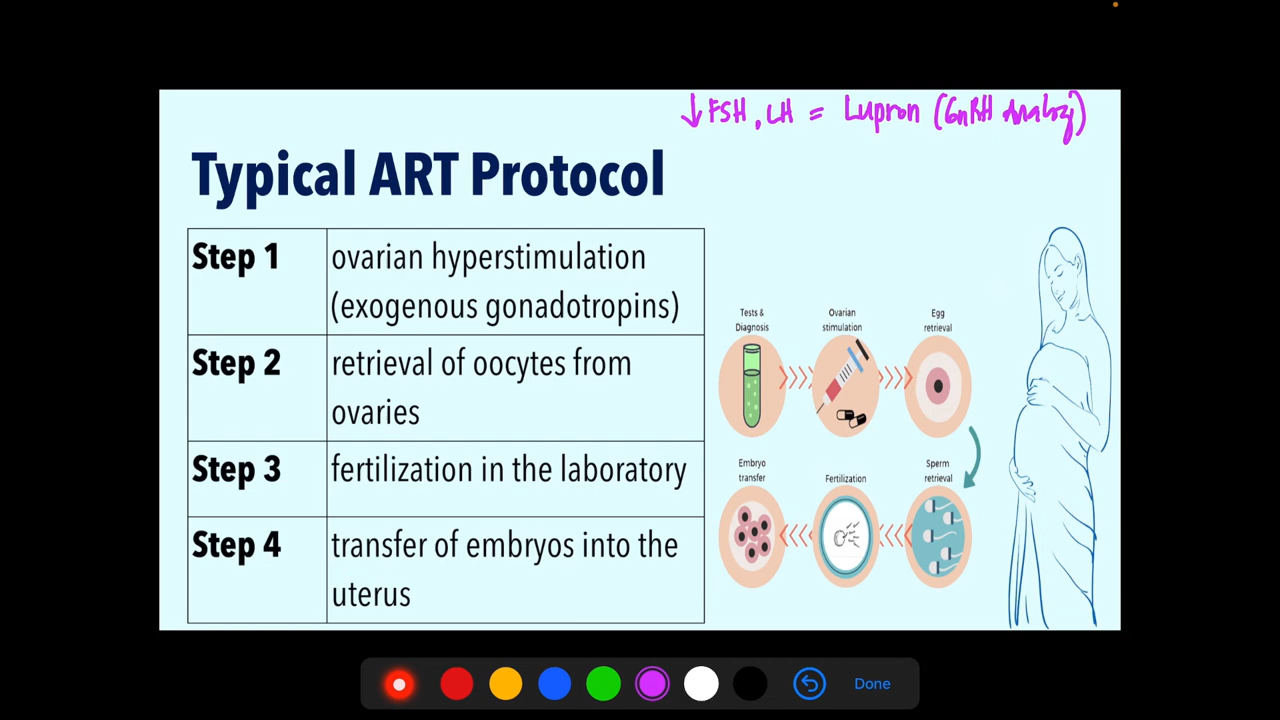 ↓ FSH, LH = Lupron (GnRH Analog)
Typical ART Protocol
Step 1
ovarian hyperstimulation
(exogenous gonadotropins)
Step 2
retrieval of oocytes from
ovaries
Step 3
fertilization in the laboratory
Step 4
transfer of embryos into the
uterus
Tests &
Diagnosis
Ovarian
stimulation
Egg
retrieval
Embryo
transfer
Fertilization
Sperm
retrieval
Done